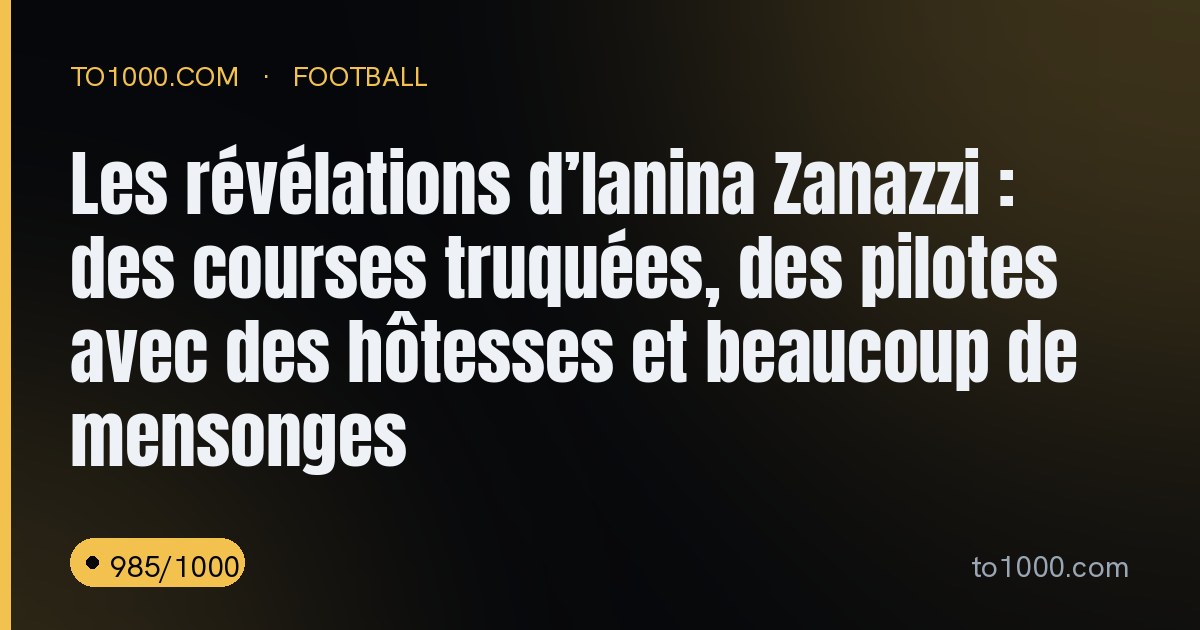 TO1000.COM · FOOTBALL
Les révélations d’Ianina Zanazzi :
des courses truquées, des pilotes
avec des hôtesses et beaucoup de
mensonges
985/1000
to1000.com